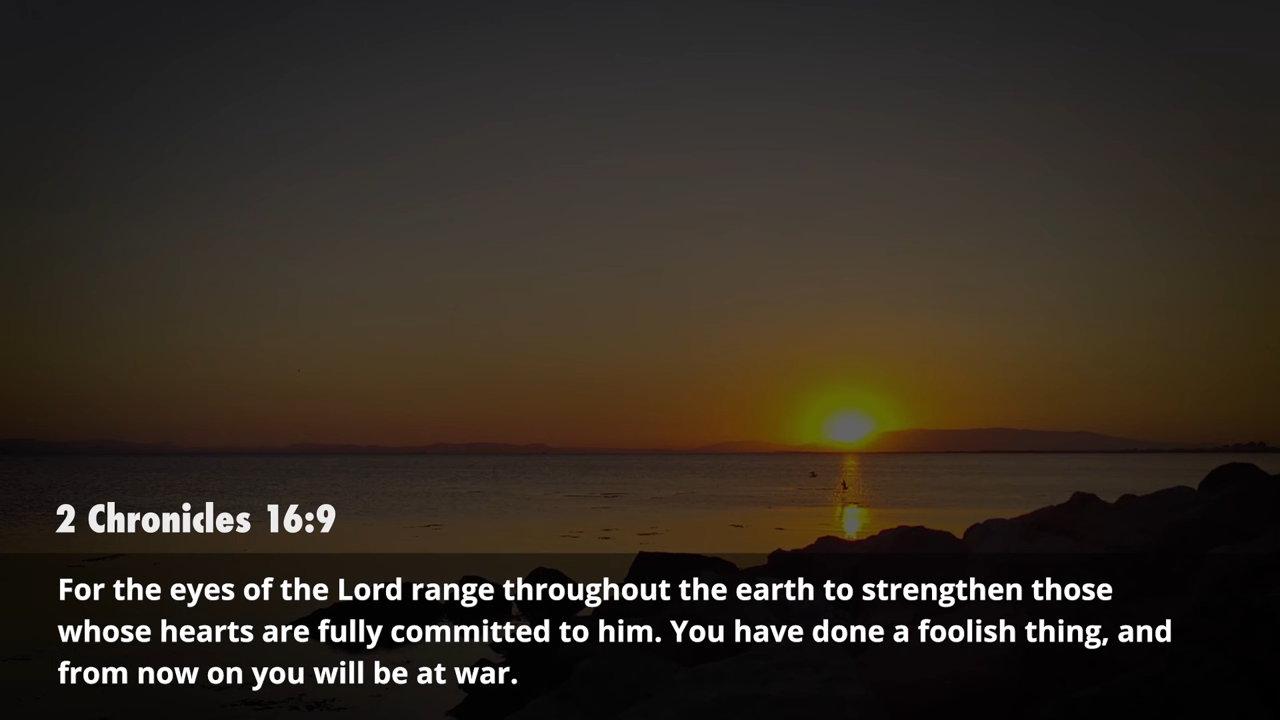 2 Chronicles 16:9
For the eyes of the Lord range throughout the earth to strengthen those
whose hearts are fully committed to him. You have done a foolish thing, and
from now on you will be at war.